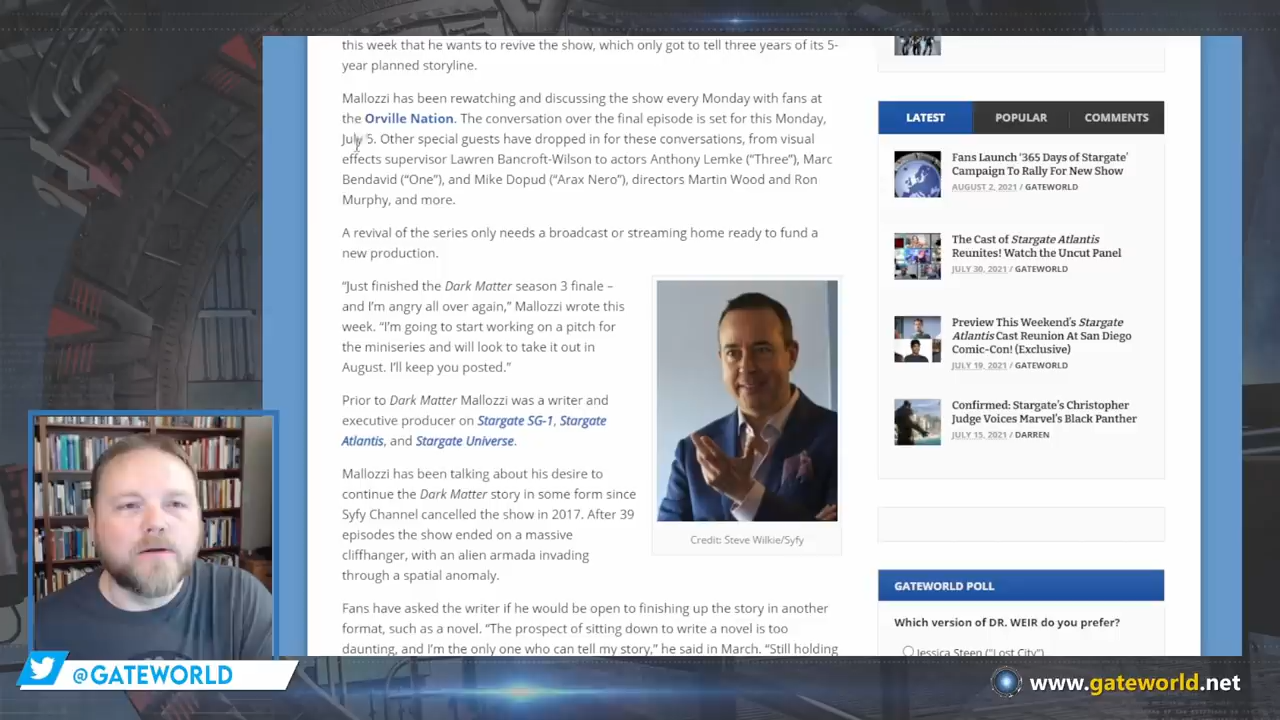 this week that he wants to revive the show, which only got to tell three years of its 5-
year planned storyline.
Mallozzi has been rewatching and discussing the show every Monday with fans at
the Orville Nation. The conversation over the final episode is set for this Monday,
July 5. Other special guests have dropped in for these conversations, from visual
effects supervisor Lawren Bancroft-Wilson to actors Anthony Lemke (“Three”), Marc
Bendavid (“One”), and Mike Dopud (“Arax Nero”), directors Martin Wood and Ron
Murphy, and more.
A revival of the series only needs a broadcast or streaming home ready to fund a
new production.
“Just finished the Dark Matter season 3 finale –
and I’m angry all over again,” Mallozzi wrote this
week. “I’m going to start working on a pitch for
the miniseries and will look to take it out in
August. I’ll keep you posted.”
Prior to Dark Matter Mallozzi was a writer and
executive producer on Stargate SG-1, Stargate
Atlantis, and Stargate Universe.
Mallozzi has been talking about his desire to
continue the Dark Matter story in some form since
Syfy Channel cancelled the show in 2017. After 39
episodes the show ended on a massive
cliffhanger, with an alien armada invading
through a spatial anomaly.
Credit: Steve Wilkie/Syfy
Fans have asked the writer if he would be open to finishing up the story in another
format, such as a novel. “The prospect of sitting down to write a novel is too
daunting, and I’m the only one who can tell my story,” he said in March. “Still holding
LATEST
POPULAR
COMMENTS
Fans Launch ‘365 Days of Stargate’
Campaign To Rally For New Show
AUGUST 2, 2021 / GATEWORLD
The Cast of Stargate Atlantis
Reunites! Watch the Uncut Panel
JULY 30, 2021 / GATEWORLD
Preview This Weekend’s Stargate
Atlantis Cast Reunion At San Diego
Comic-Con! (Exclusive)
JULY 19, 2021 / GATEWORLD
Confirmed: Stargate’s Christopher
Judge Voices Marvel’s Black Panther
JULY 15, 2021 / DARREN
GATEWORLD POLL
Which version of DR. WEIR do you prefer?
Jessica Steen (“Lost City”)
@GATEWORLD
www.gateworld.net